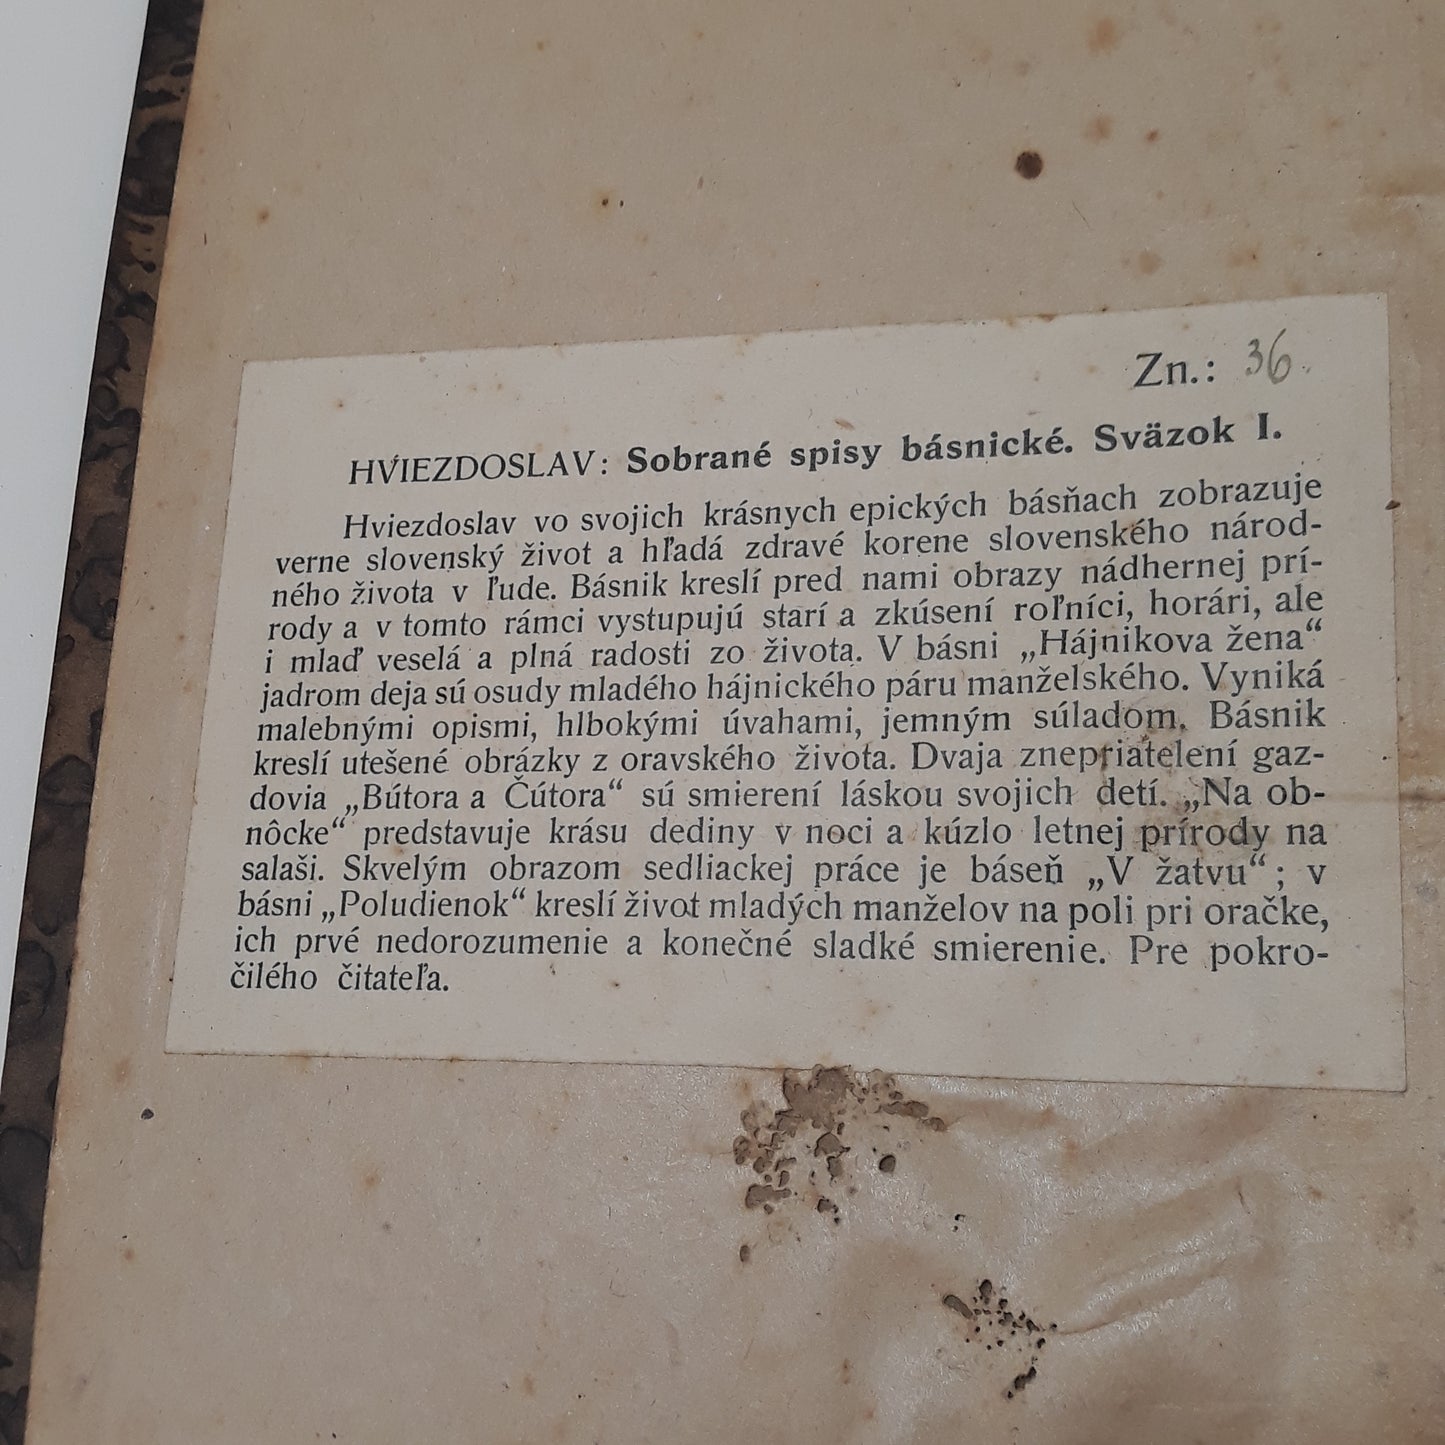 Zn.: 36
HVIEZDOSLAV: Sobrané spisy básnické. Sväzok I.
Hviezdoslav vo svojich krásnych epických básňach zobrazuje
verne slovenský život a hľadá zdravé korene slovenského národ-
ného života v ľude. Básnik kreslí pred nami obrazy nádhernej prí-
rody a v tomto rámci vystupujú starí a zkúsení roľníci, horári, ale
i mlaď veselá a plná radosti zo života. V básni „Hájnikova žena“
jadrom deja sú osudy mladého hájnického páru manželského. Vyniká
malebnými opismi, hlbokými úvahami, jemným súladom. Básnik
kreslí utešené obrázky z oravského života. Dvaja znepriatelení gaz-
dovia „Bútora a Čútora“ sú smierení láskou svojich detí. „Na ob-
nôcke“ predstavuje krásu dediny v noci a kúzlo letnej prírody na
salaši. Skvelým obrazom sedliackej práce je báseň „V žatvu“; v
básni „Poludienok“ kreslí život mladých manželov na poli pri oračke,
ich prvé nedorozumenie a konečné sladké smierenie. Pre pokro-
čilého čitateľa.